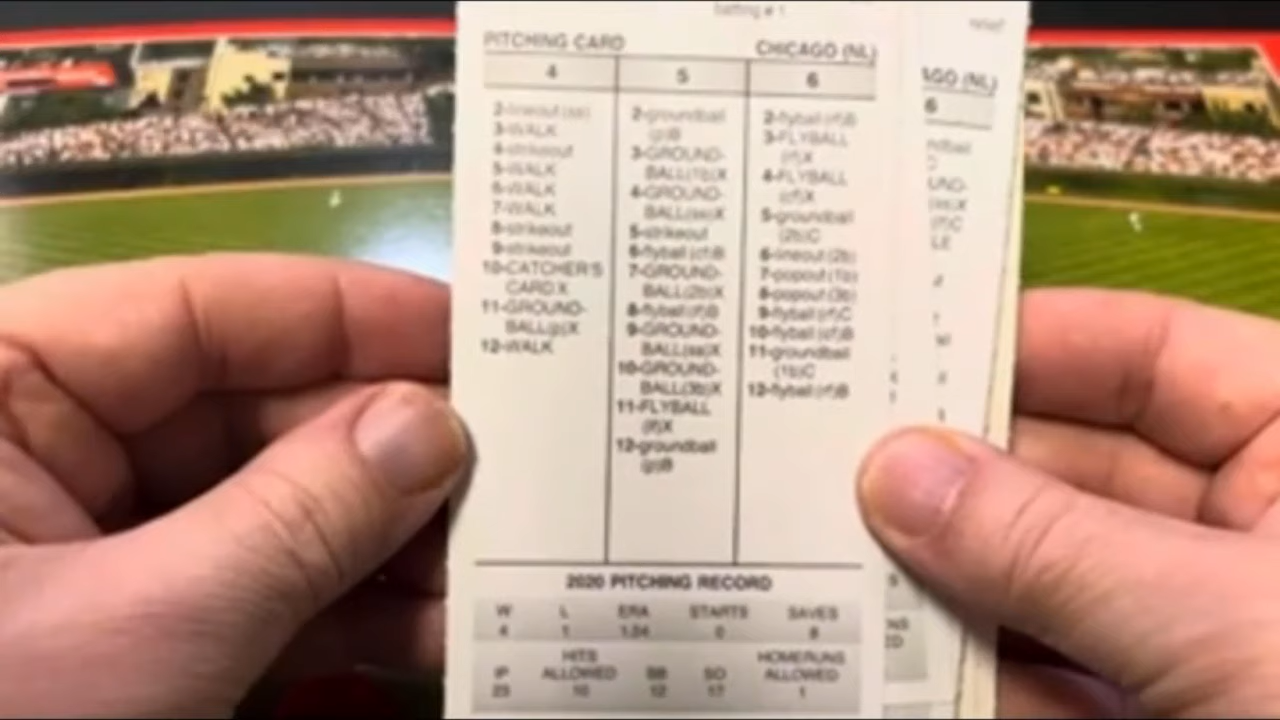 batting # 1
PITCHING CARD CHICAGO (NL)
4 5 6
2-lineout (ss)
3-WALK
4-strikeout
5-WALK
6-WALK
7-WALK
8-strikeout
9-strikeout
10-CATCHER'S
CARD X
11-GROUND-
BALL(p)X
12-WALK
2-groundball
(p)B
3-GROUND-
BALL(1b)X
4-GROUND-
BALL(ss)X
5-strikeout
6-flyball (cf)B
7-GROUND-
BALL(2b)X
8-flyball (lf)B
9-GROUND-
BALL(ss)X
10-GROUND-
BALL(3b)X
11-FLYBALL
(lf)X
12-groundball
(p)B
2-flyball (rf)B
3-FLYBALL
(rf)X
4-FLYBALL
(cf)X
5-groundball
(2b)C
6-lineout (2b)
7-popout (1b)
8-popout (3b)
9-flyball
10-flyball (cf)B
11-groundball
(1b)C
12-flyball (rf)B
2020 PITCHING RECORD
W L ERA STARTS SAVES
4 1 0 8
HITS HOMERUNS
IP ALLOWED BB SO ALLOWED
23 10 12 17 1
AGO (NL)
6